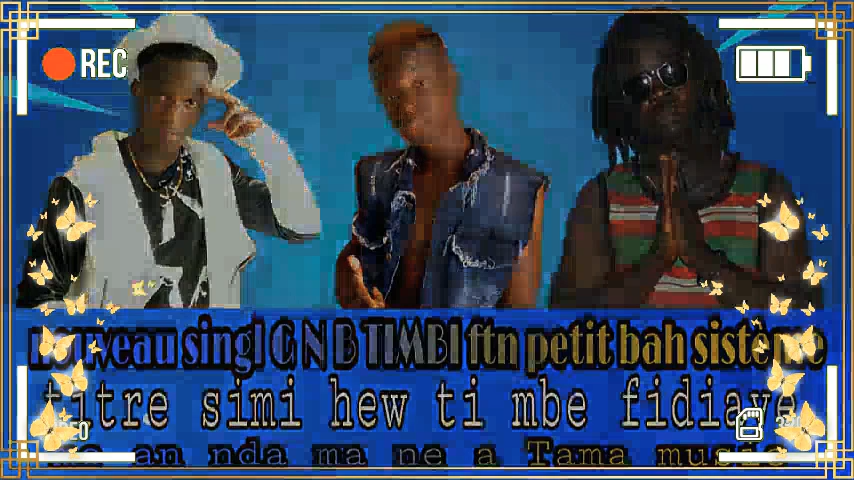 REC
nouveau singl G N B TIMBI ftn petit bah sistème
titre simi hew ti mbe fidiaye
an nda ma ne a Tama music